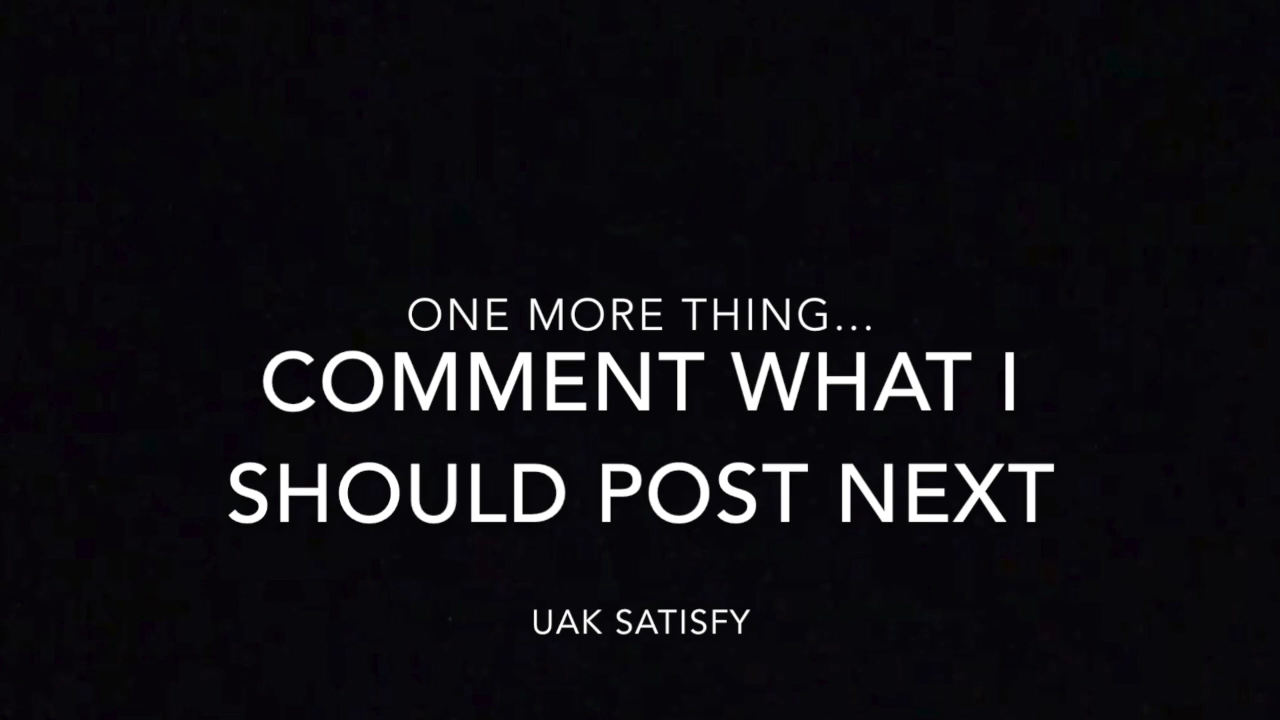 ONE MORE THING...
COMMENT WHAT I
SHOULD POST NEXT
UAK SATISFY